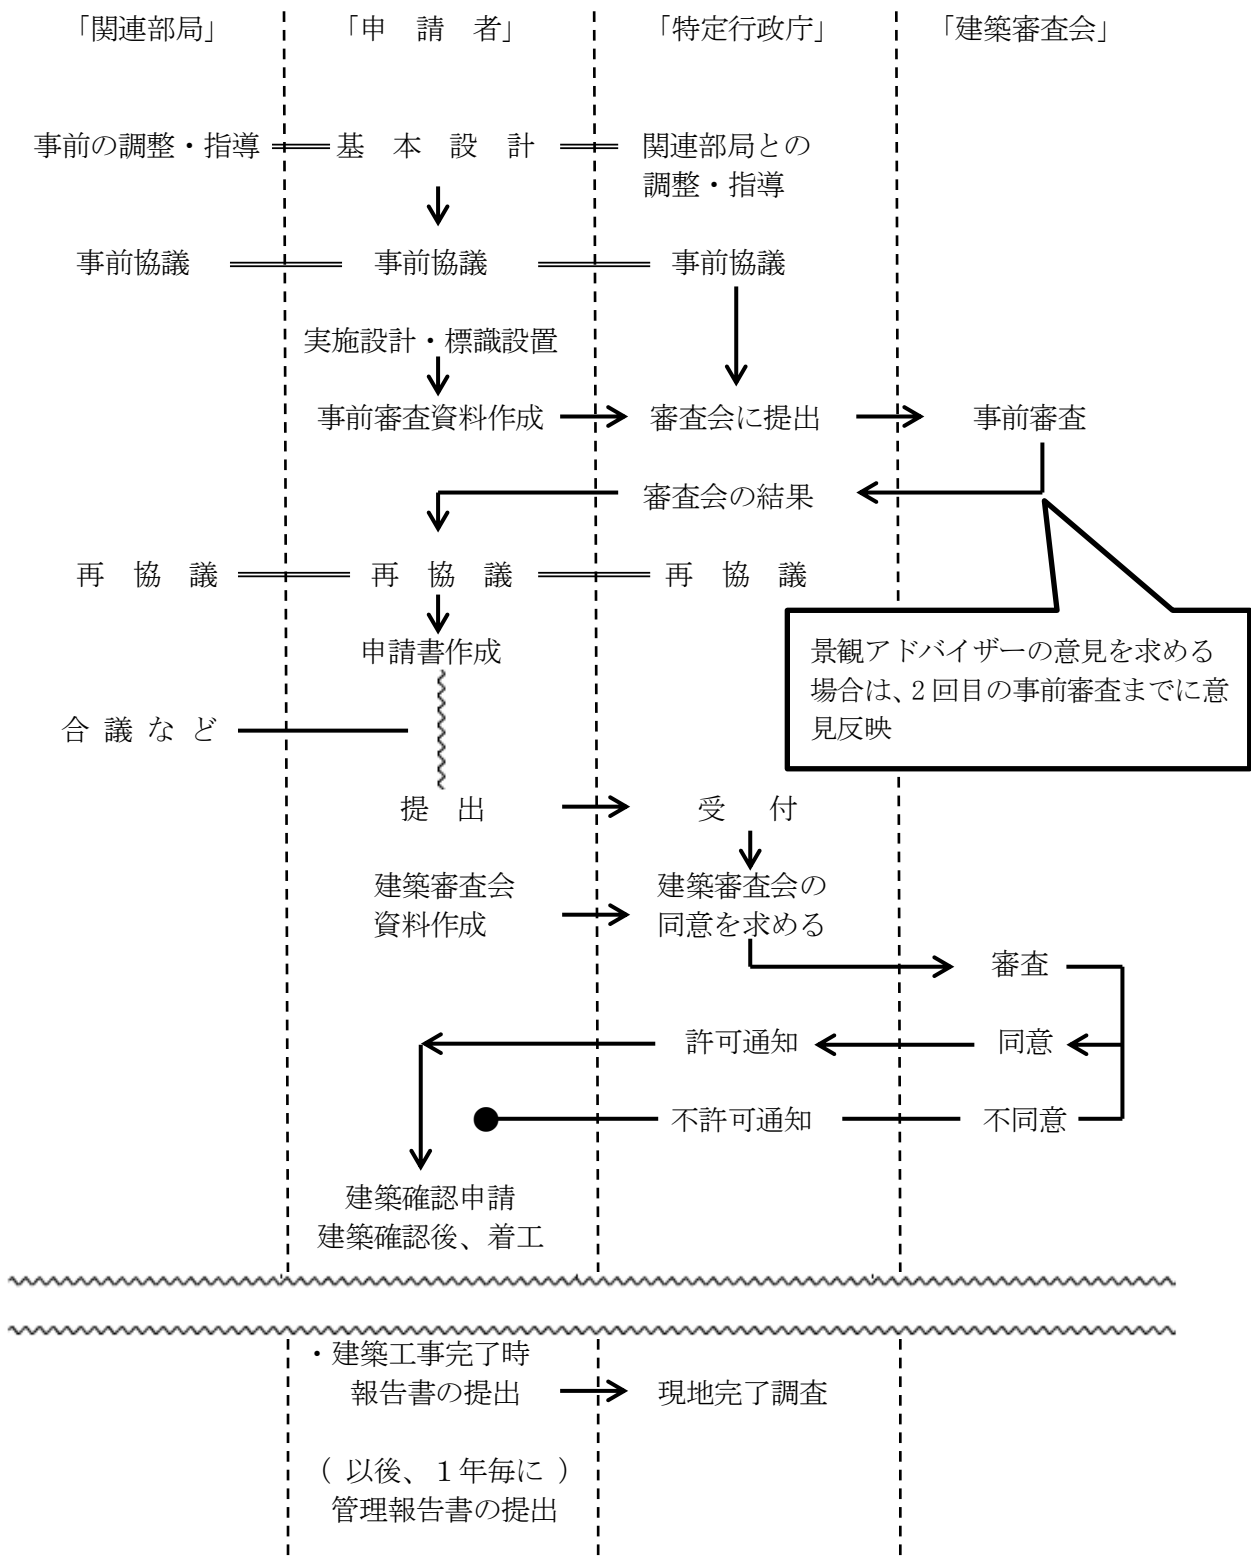 「関連部局」 「申　請　者」 「特定行政庁」 「建築審査会」
事前の調整・指導 基　本　設　計 関連部局との
調整・指導
事前協議 事前協議 事前協議
実施設計・標識設置
事前審査資料作成 審査会に提出 事前審査
審査会の結果
再　協　議 再　協　議 再　協　議
申請書作成
景観アドバイザーの意見を求める
場合は、2回目の事前審査までに意
見反映
合 議 な ど
提　出 受　付
建築審査会 建築審査会の
資料作成 同意を求める
審査
許可通知 同意
不許可通知 不同意
建築確認申請
建築確認後、着工
・建築工事完了時
報告書の提出 現地完了調査
（ 以後、１年毎に ）
管理報告書の提出